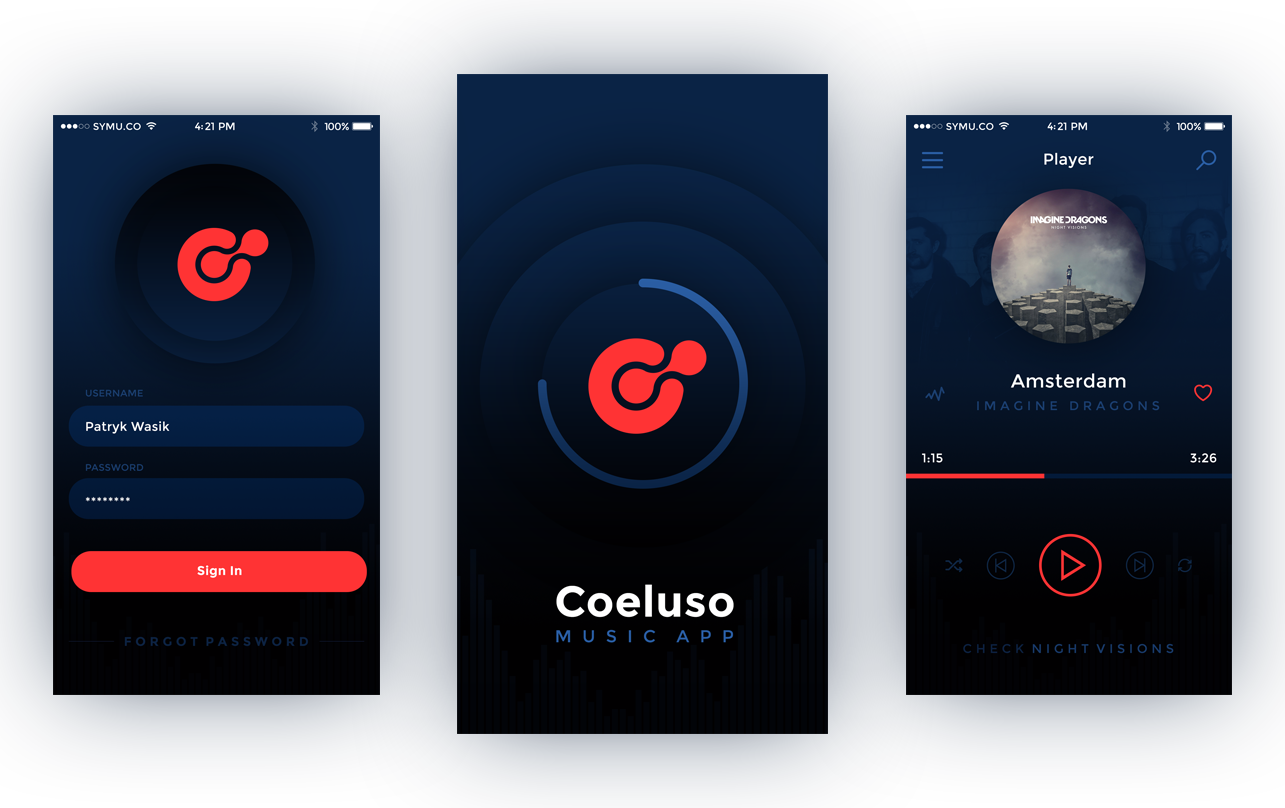 SYMU.CO 4:21 PM 100%
USERNAME
Patryk Wasik
PASSWORD
********
Sign In
FORGOT PASSWORD
Coeluso
MUSIC APP
SYMU.CO 4:21 PM 100%
Player
IMAGINE DRAGONS
NIGHT VISIONS
Amsterdam
IMAGINE DRAGONS
1:15 3:26
CHECK NIGHT VISIONS